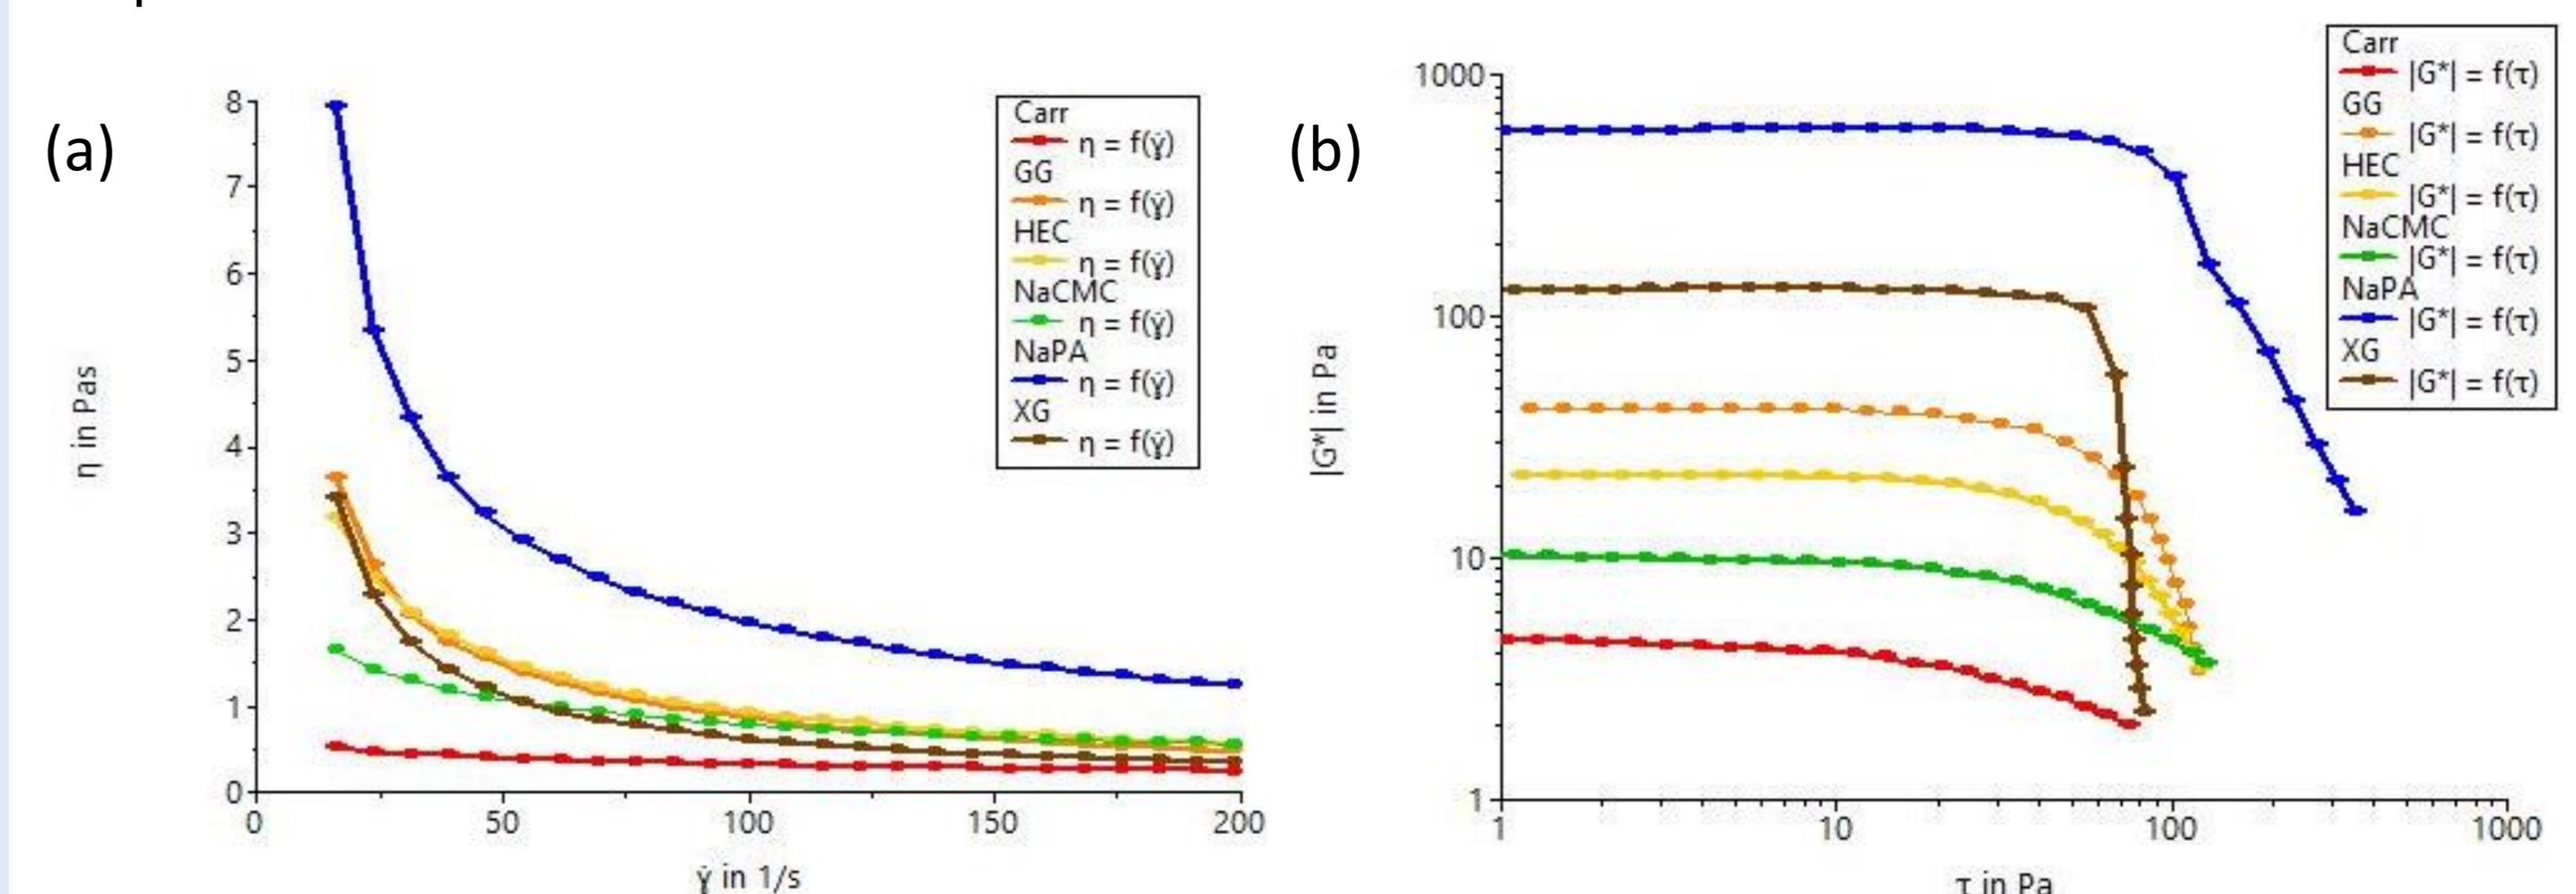 (a)
8
7
6
5
4
3
2
1
0
η in Pas
0 50 100 150 200
γ̇ in 1/s
Carr
η = f(γ̇)
GG
η = f(γ̇)
HEC
η = f(γ̇)
NaCMC
η = f(γ̇)
NaPA
η = f(γ̇)
XG
η = f(γ̇)
(b)
1000
100
10
1
|G*| in Pa
1 10 100 1000
τ in Pa
Carr
|G*| = f(τ)
GG
|G*| = f(τ)
HEC
|G*| = f(τ)
NaCMC
|G*| = f(τ)
NaPA
|G*| = f(τ)
XG
|G*| = f(τ)